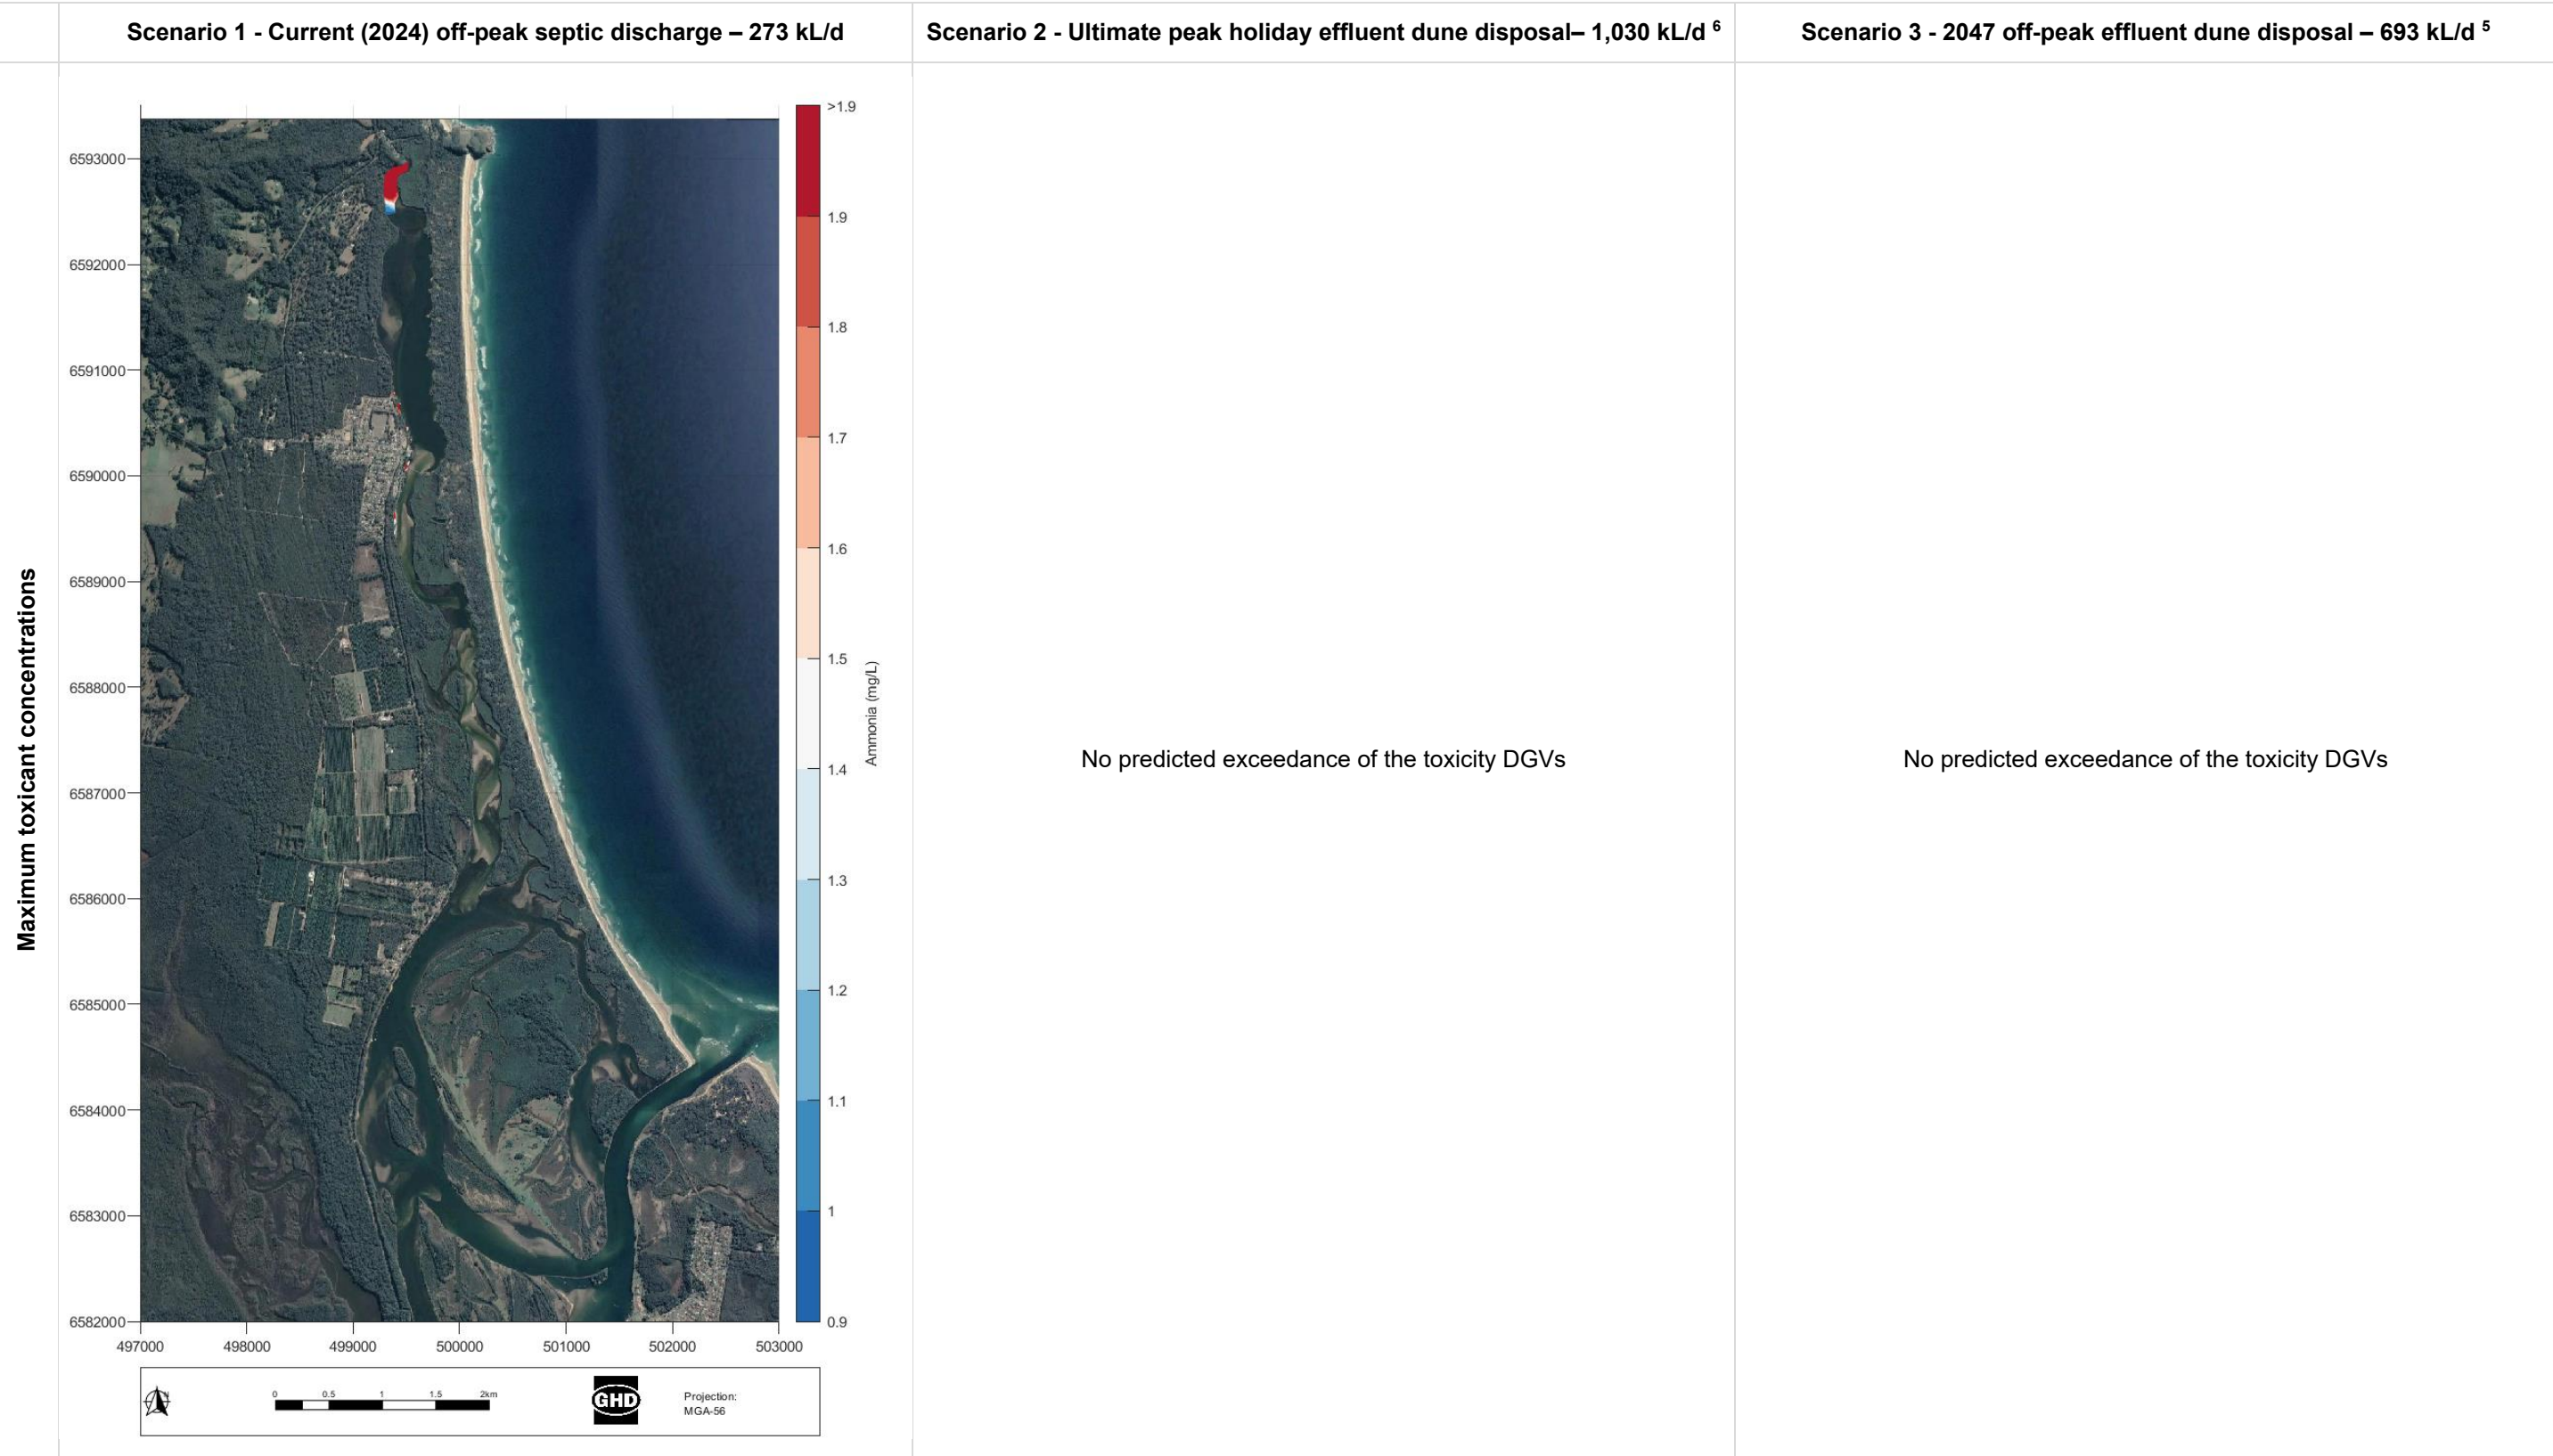 Scenario 1 - Current (2024) off-peak septic discharge – 273 kL/d
Scenario 2 - Ultimate peak holiday effluent dune disposal– 1,030 kL/d 6
Scenario 3 - 2047 off-peak effluent dune disposal – 693 kL/d 5
Maximum toxicant concentrations
6593000
6592000
6591000
6590000
6589000
6588000
6587000
6586000
6585000
6584000
6583000
6582000
497000
498000
499000
500000
501000
502000
503000
>1.9
1.9
1.8
1.7
1.6
1.5
1.4
1.3
1.2
1.1
1
0.9
Ammonia (mg/L)
N
0
0.5
1
1.5
2km
GHD
Projection:
MGA-56
No predicted exceedance of the toxicity DGVs
No predicted exceedance of the toxicity DGVs